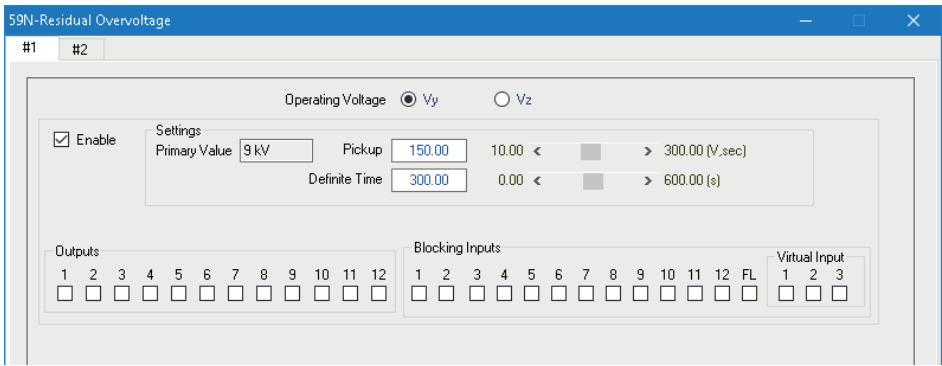 59N-Residual Overvoltage
#1 #2
Operating Voltage Vy Vz
Enable
Settings
Primary Value 9 kV Pickup 150.00 10.00 < > 300.00 (V,sec)
Definite Time 300.00 0.00 < > 600.00 (s)
Outputs
1 2 3 4 5 6 7 8 9 10 11 12
Blocking Inputs
1 2 3 4 5 6 7 8 9 10 11 12 FL
Virtual Input
1 2 3